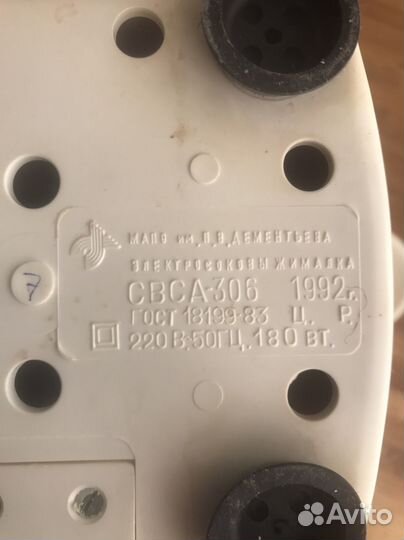 МАПО им. П.В. ДЕМЕНТЬЕВА
ЭЛЕКТРОСОКОВЫЖИМАЛКА
СВСА-306 1992г.
ГОСТ 18199-83 Ц. Р.
220 В~50ГЦ, 180 ВТ.
7
Avito